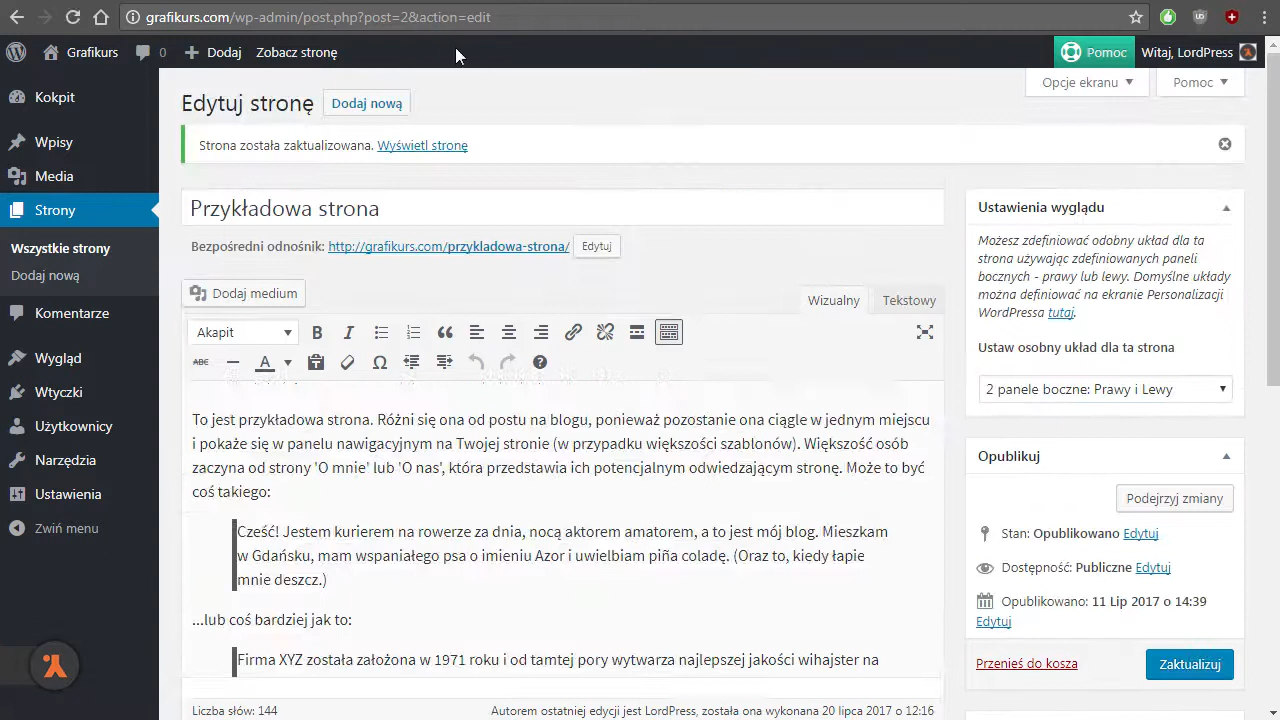 grafikurs.com/wp-admin/post.php?post=2&action=edit
Grafikurs 0 Dodaj Zobacz stronę Pomoc Witaj, LordPress
Opcje ekranu Pomoc
Kokpit
Wpisy
Media
Strony
Wszystkie strony
Dodaj nową
Komentarze
Wygląd
Wtyczki
Użytkownicy
Narzędzia
Ustawienia
Zwiń menu
Edytuj stronę Dodaj nową
Strona została zaktualizowana. Wyświetl stronę
Przykładowa strona
Bezpośredni odnośnik: http://grafikurs.com/przykladowa-strona/ Edytuj
Dodaj medium
Wizualny Tekstowy
Akapit B I
ABC A Ω
To jest przykładowa strona. Różni się ona od postu na blogu, ponieważ pozostanie ona ciągle w jednym miejscu
i pokaże się w panelu nawigacyjnym na Twojej stronie (w przypadku większości szablonów). Większość osób
zaczyna od strony 'O mnie' lub 'O nas', która przedstawia ich potencjalnym odwiedzającym stronę. Może to być
coś takiego:
Cześć! Jestem kurierem na rowerze za dnia, nocą aktorem amatorem, a to jest mój blog. Mieszkam
w Gdańsku, mam wspaniałego psa o imieniu Azor i uwielbiam piña coladę. (Oraz to, kiedy łapie
mnie deszcz.)
...lub coś bardziej jak to:
Firma XYZ została założona w 1971 roku i od tamtej pory wytwarza najlepszej jakości wihajster na
Liczba słów: 144
Autorem ostatniej edycji jest LordPress, została ona wykonana 20 lipca 2017 o 12:16
Ustawienia wyglądu
Możesz zdefiniować odobny układ dla ta
strona używając zdefiniowanych paneli
bocznych - prawy lub lewy. Domyślne układy
można definiować na ekranie Personalizacji
WordPressa tutaj.
Ustaw osobny układ dla ta strona
2 panele boczne: Prawy i Lewy
Opublikuj
Podejrzyj zmiany
Stan: Opublikowano Edytuj
Dostępność: Publiczne Edytuj
Opublikowano: 11 Lip 2017 o 14:39
Edytuj
Przenieś do kosza Zaktualizuj